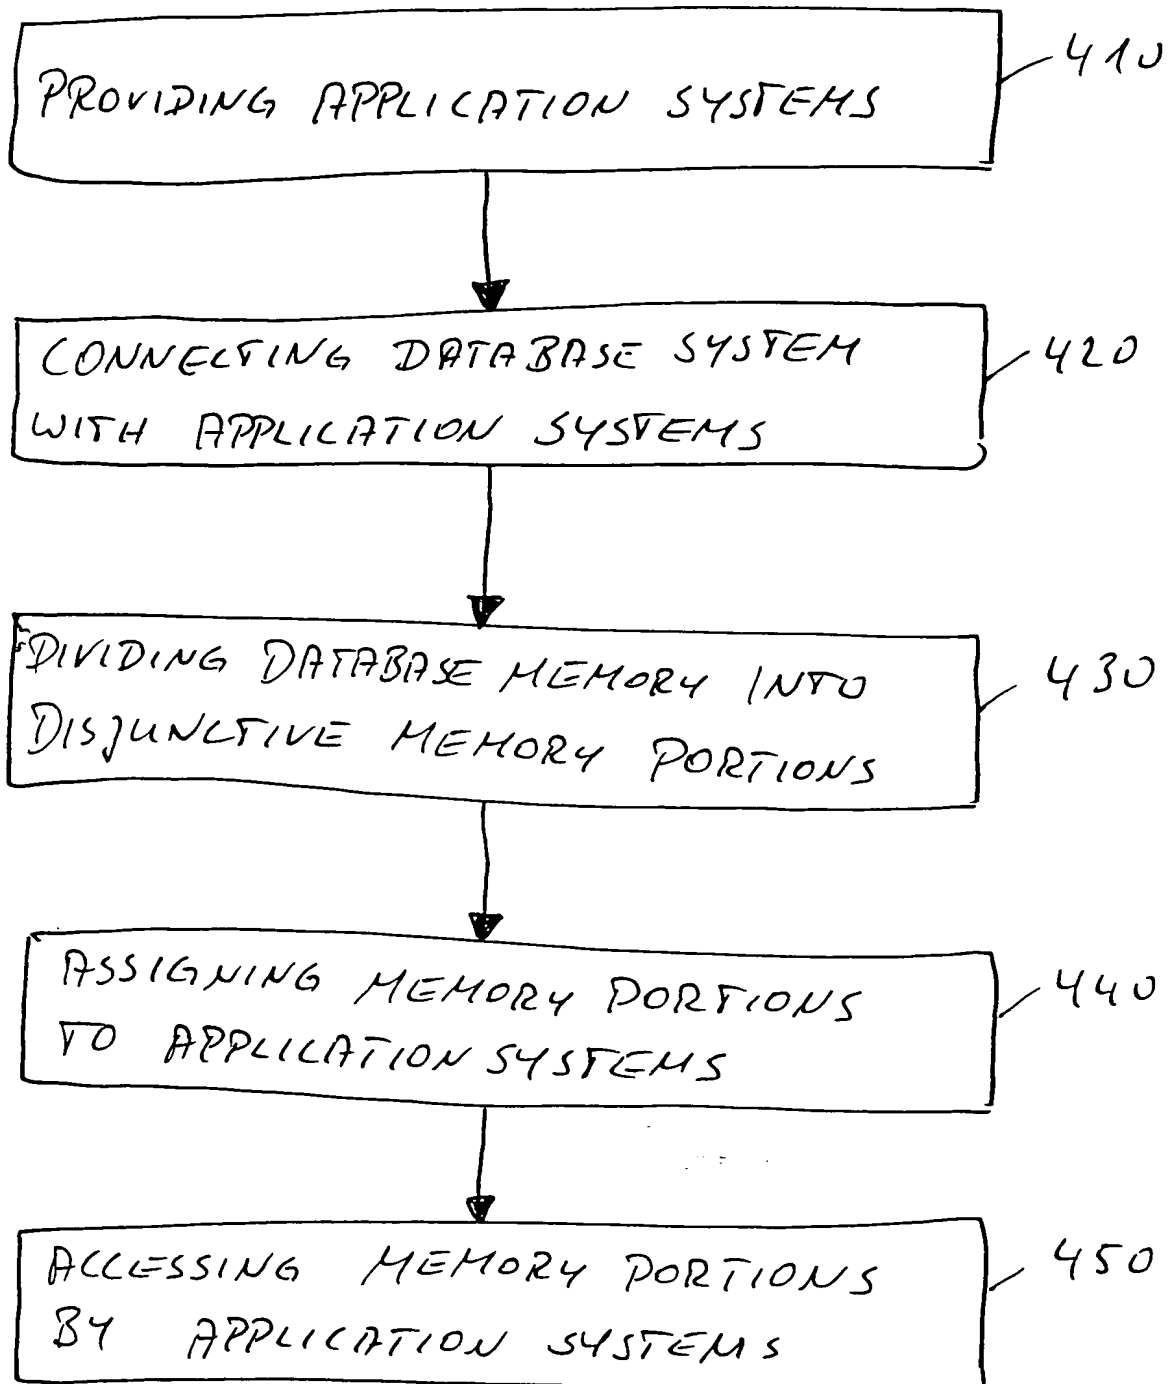 PROVIDING APPLICATION SYSTEMS
410
CONNECTING DATABASE SYSTEM
WITH APPLICATION SYSTEMS
420
DIVIDING DATABASE MEMORY INTO
DISJUNCTIVE MEMORY PORTIONS
430
ASSIGNING MEMORY PORTIONS
TO APPLICATION SYSTEMS
440
ACCESSING MEMORY PORTIONS
BY APPLICATION SYSTEMS
450